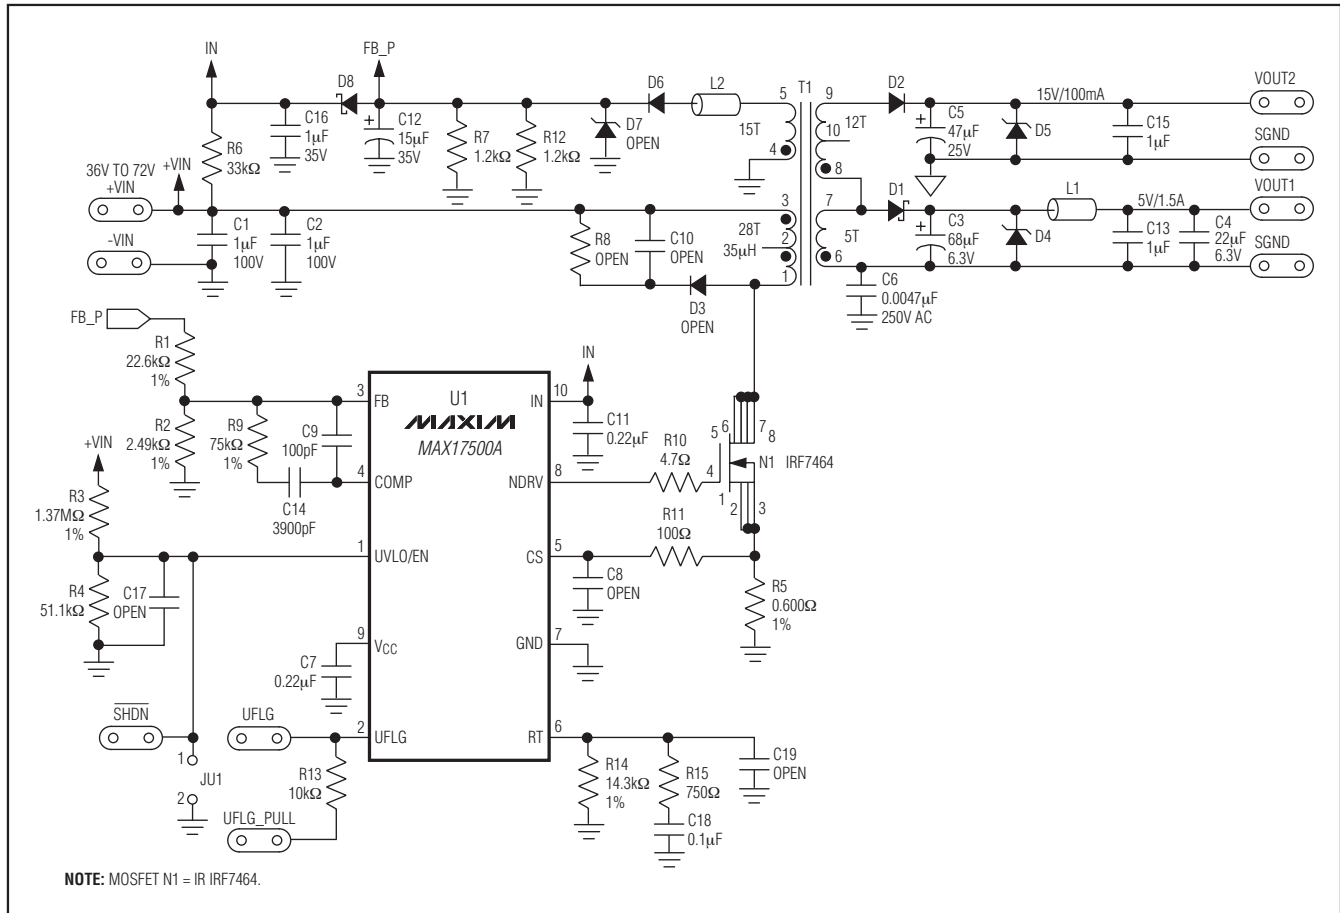 IN
FB_P
D8
C16
1μF
35V
C12
15μF
35V
R7
1.2kΩ
R12
1.2kΩ
D7
OPEN
D6
L2
5
15T
4
T1
9
12T
10
8
D2
C5
47μF
25V
15V/100mA
D5
C15
1μF
VOUT2
SGND
R6
33kΩ
36V TO 72V
+VIN
+VIN
-VIN
C1
1μF
100V
C2
1μF
100V
R8
OPEN
C10
OPEN
D3
OPEN
3
28T
2
35μH
1
7
5T
6
D1
C3
68μF
6.3V
D4
L1
5V/1.5A
C13
1μF
C4
22μF
6.3V
VOUT1
SGND
C6
0.0047μF
250V AC
FB_P
R1
22.6kΩ
1%
R2
2.49kΩ
1%
R9
75kΩ
1%
C9
100pF
C14
3900pF
+VIN
R3
1.37MΩ
1%
R4
51.1kΩ
C17
OPEN
3
FB
4
COMP
1
UVLO/EN
9
VCC
2
UFLG
U1
MAXIM
MAX17500A
IN
10
NDRV
8
CS
5
GND
7
RT
6
IN
C11
0.22μF
R10
4.7Ω
R11
100Ω
C8
OPEN
5
6
7
8
4
N1 IRF7464
1
2
3
R5
0.600Ω
1%
C7
0.22μF
SHDN
UFLG
1
JU1
2
R13
10kΩ
UFLG_PULL
R14
14.3kΩ
1%
R15
750Ω
C18
0.1μF
C19
OPEN
NOTE: MOSFET N1 = IR IRF7464.